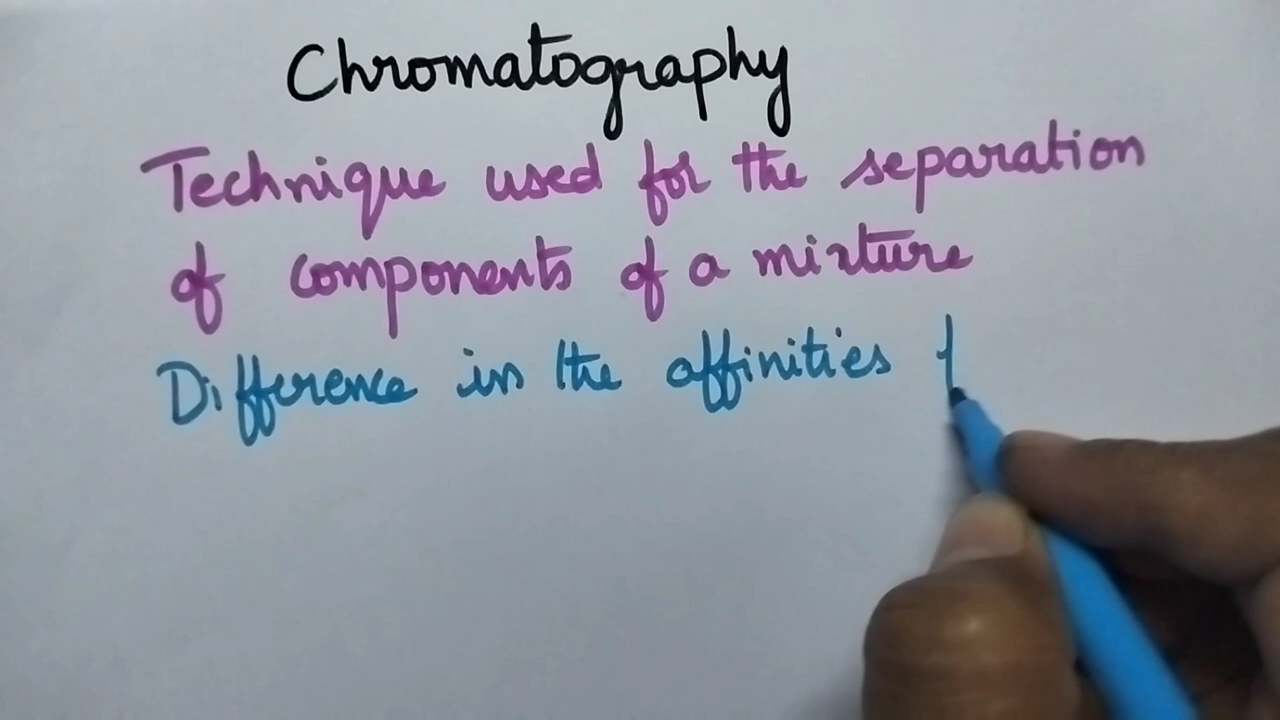 Chromatography
Technique used for the separation
of components of a mixture
Difference in the affinities